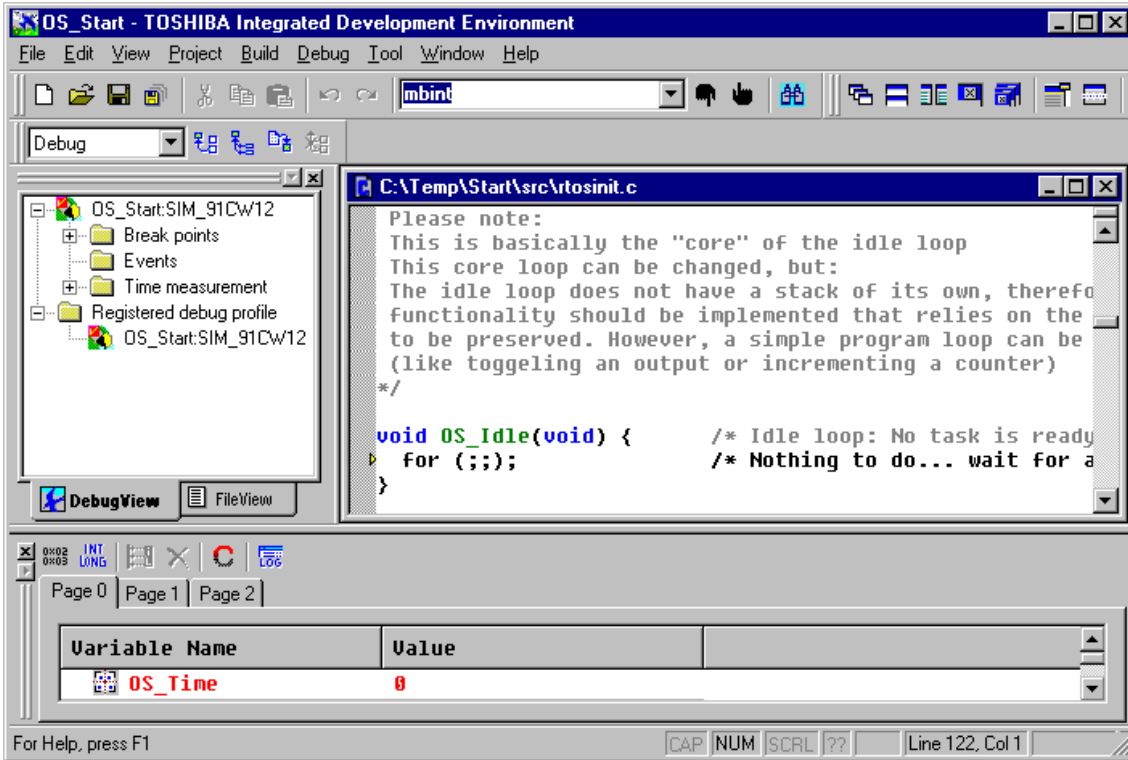 OS_Start - TOSHIBA Integrated Development Environment
File Edit View Project Build Debug Tool Window Help
mbint
Debug
OS_Start:SIM_91CW12
Break points
Events
Time measurement
Registered debug profile
OS_Start:SIM_91CW12
DebugView FileView
C:\Temp\Start\src\rtosinit.c
Please note:
This is basically the "core" of the idle loop
This core loop can be changed, but:
The idle loop does not have a stack of its own, therefo
functionality should be implemented that relies on the
to be preserved. However, a simple program loop can be
(like toggeling an output or incrementing a counter)
*/
void OS_Idle(void) { /* Idle loop: No task is ready
for (;;); /* Nothing to do... wait for a
}
0x02 INT
0x03 LONG
LOG
Page 0 Page 1 Page 2
Variable Name Value
OS_Time 0
For Help, press F1 CAP NUM SCRL ?? Line 122, Col 1